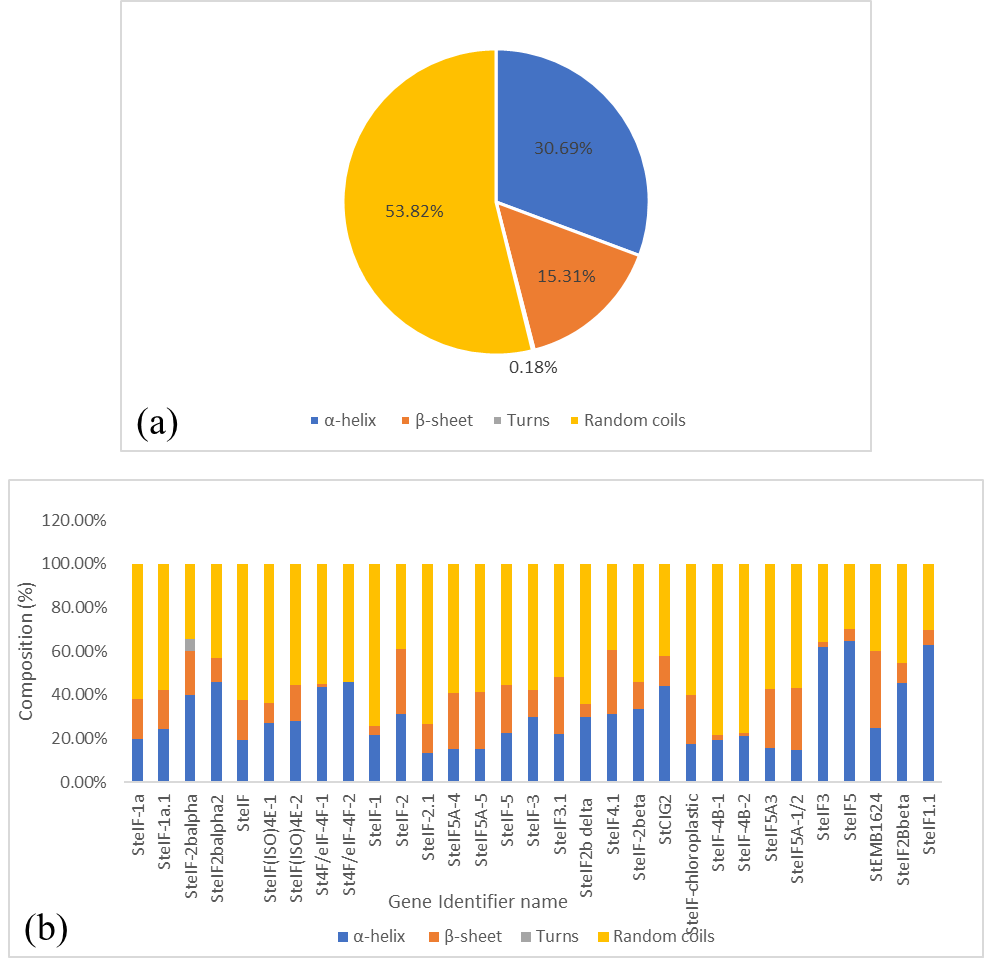 30.69%
53.82%
15.31%
0.18%
(a)
α-helix β-sheet Turns Random coils
120.00%
100.00%
80.00%
60.00%
40.00%
20.00%
0.00%
Composition (%)
SteIF-1a
SteIF-1a.1
SteIF-2balpha
SteIF2balpha2
SteIF
SteIF(ISO)4E-1
SteIF(ISO)4E-2
St4F/eIF-4F-1
St4F/eIF-4F-2
SteIF-1
SteIF-2
SteIF-2.1
SteIF5A-4
SteIF5A-5
SteIF-5
SteIF-3
SteIF3.1
SteIF2b delta
SteIF4.1
SteIF-2beta
StCIG2
SteIF-chloroplastic
SteIF-4B-1
SteIF-4B-2
SteIF5A3
SteIF5A-1/2
SteIF3
SteIF5
StEMB1624
SteIF2Bbeta
SteIF1.1
Gene Identifier name
(b)
α-helix β-sheet Turns Random coils